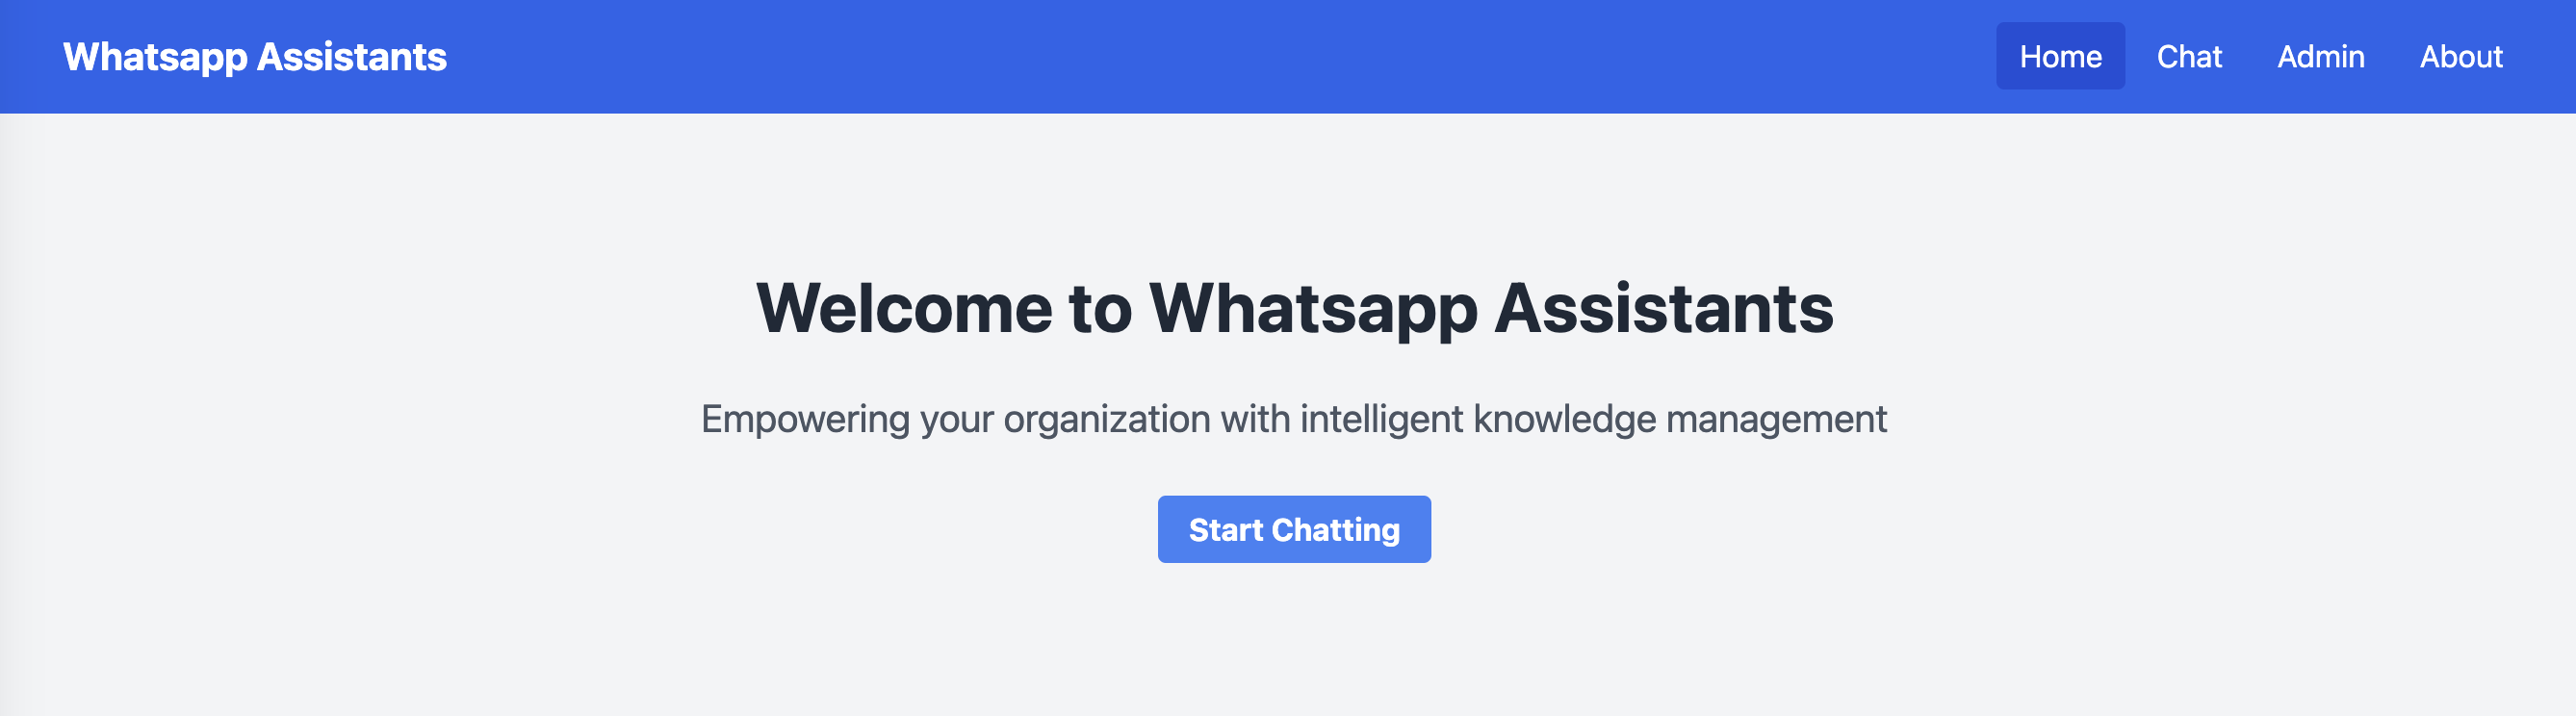 Whatsapp Assistants
Home Chat Admin About
Welcome to Whatsapp Assistants
Empowering your organization with intelligent knowledge management
Start Chatting